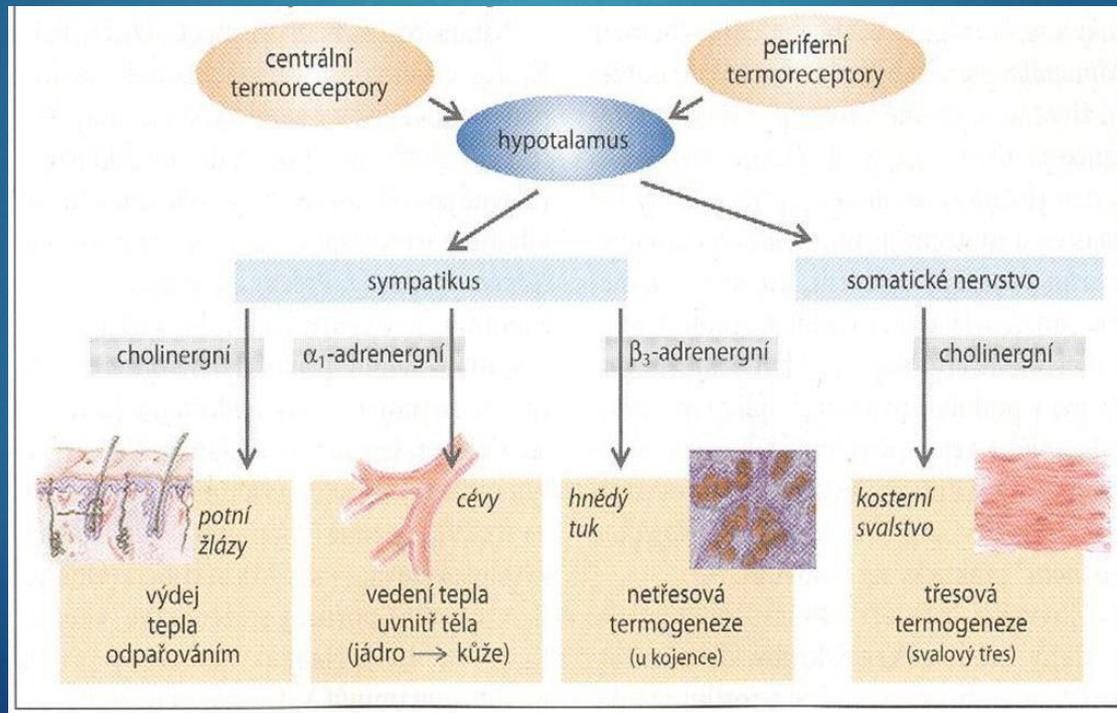 centrální
termoreceptory
periferní
termoreceptory
hypotalamus
sympatikus
somatické nervstvo
cholinergní
α₁-adrenergní
β₃-adrenergní
cholinergní
potní
žlázy
výdej
tepla
odpařováním
cévy
vedení tepla
uvnitř těla
(jádro → kůže)
hnědý
tuk
netřesová
termogeneze
(u kojence)
kosterní
svalstvo
třesová
termogeneze
(svalový třes)